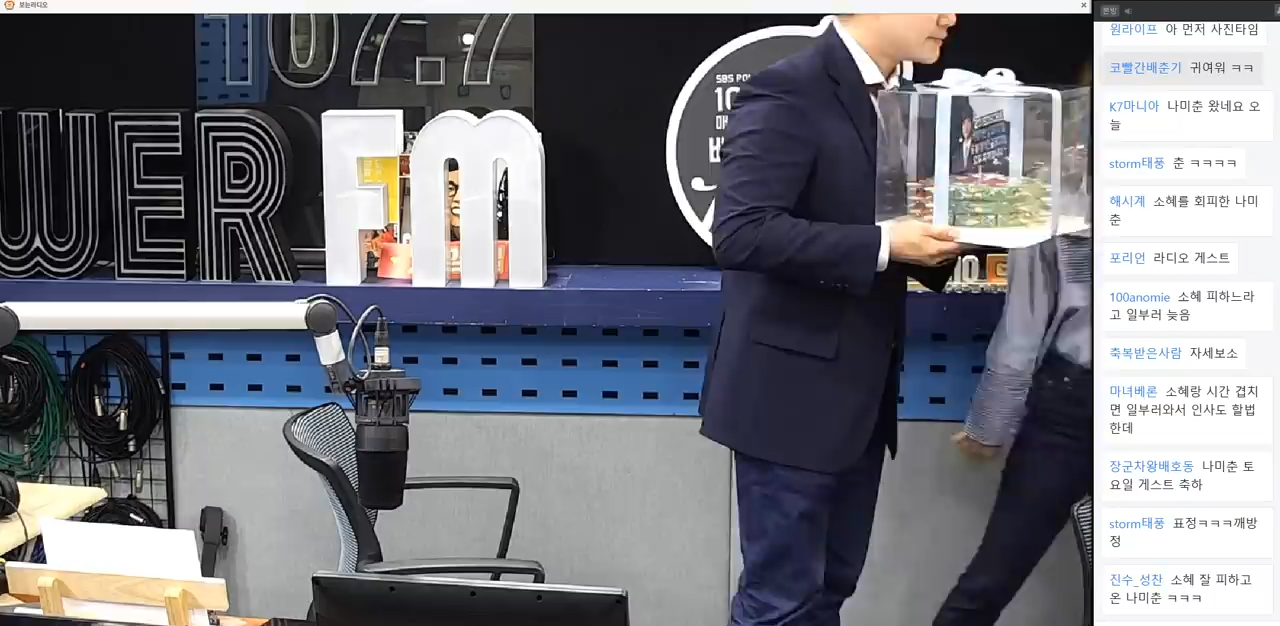 보는라디오
본방
107.7
WER
FM
SBS PO
10
원라이프 아 먼저 사진타임
코빨간배춘기 귀여워 ㅋㅋ
K7마니아 나미춘 왔네요 오
늘
storm태풍 춘 ㅋㅋㅋㅋ
해시계 소혜를 회피한 나미
춘
포리언 라디오 게스트
100anomie 소혜 피하느라
고 일부러 늦음
축복받은사람 자세보소
마녀베론 소혜랑 시간 겹치
면 일부러와서 인사도 할법
한데
장군차왕배호동 나미춘 토
요일 게스트 축하
storm태풍 표정ㅋㅋㅋ깨방
정
진수_성찬 소혜 잘 피하고
온 나미춘 ㅋㅋㅋ